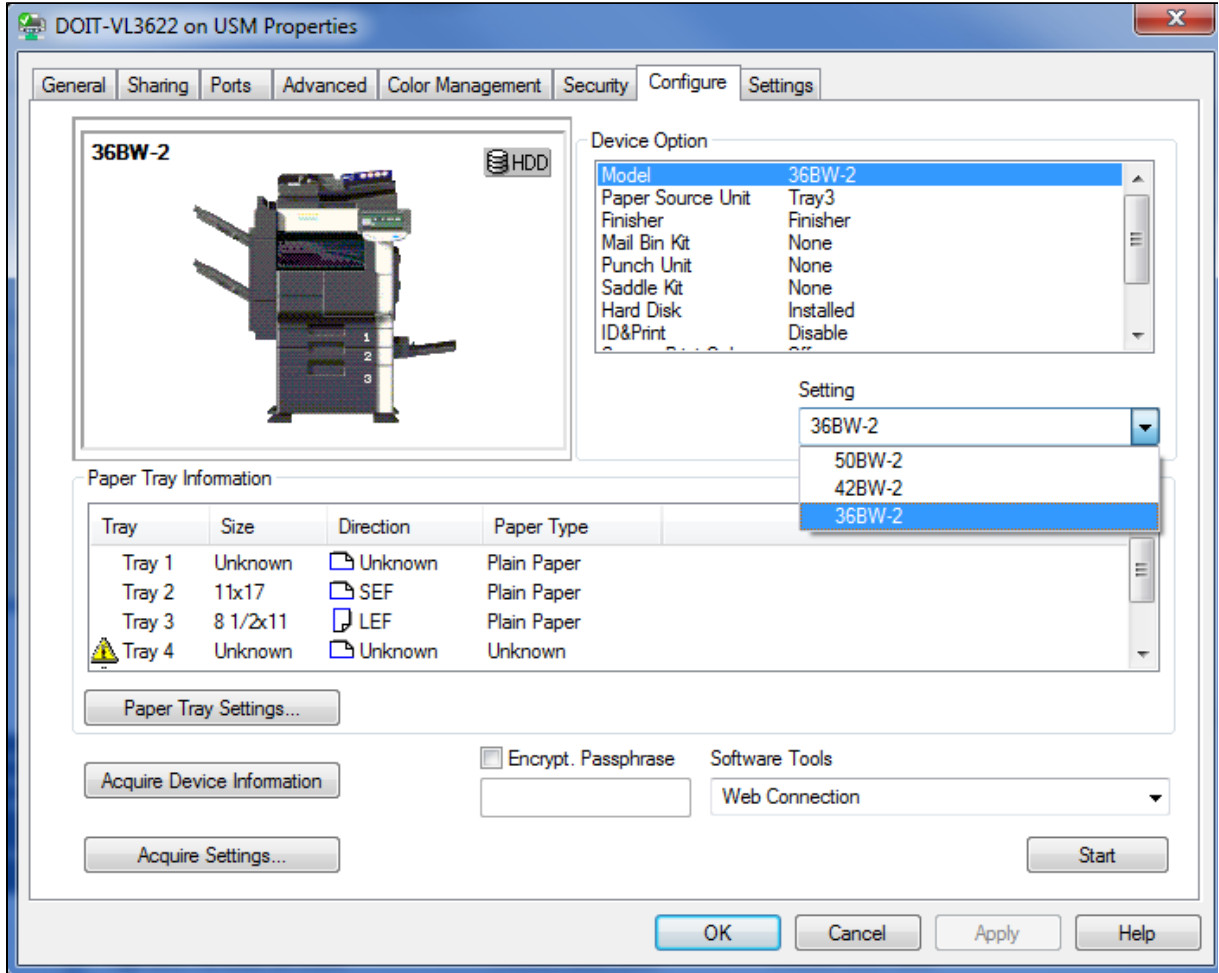 DOIT-VL3622 on USM Properties
General Sharing Ports Advanced Color Management Security Configure Settings
36BW-2
HDD
1
2
3
Device Option
Model 36BW-2
Paper Source Unit Tray3
Finisher Finisher
Mail Bin Kit None
Punch Unit None
Saddle Kit None
Hard Disk Installed
ID&Print Disable
Setting
36BW-2
50BW-2
42BW-2
36BW-2
Paper Tray Information
Tray Size Direction Paper Type
Tray 1 Unknown Unknown Plain Paper
Tray 2 11x17 SEF Plain Paper
Tray 3 8 1/2x11 LEF Plain Paper
Tray 4 Unknown Unknown Unknown
Paper Tray Settings...
Acquire Device Information
Encrypt. Passphrase
Software Tools
Web Connection
Acquire Settings...
Start
OK Cancel Apply Help